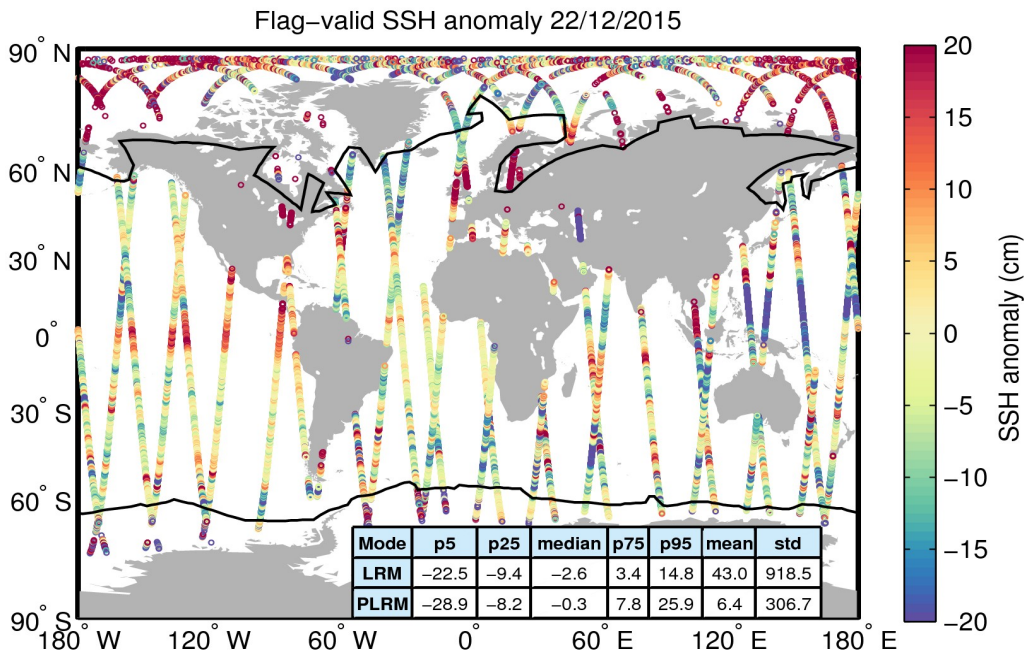 Flag−valid SSH anomaly 22/12/2015
90° N
60° N
30° N
0°
30° S
60° S
90° S
180° W
120° W
60° W
0°
60° E
120° E
180° E
Mode p5 p25 median p75 p95 mean std
LRM −22.5 −9.4 −2.6 3.4 14.8 43.0 918.5
PLRM −28.9 −8.2 −0.3 7.8 25.9 6.4 306.7
20
15
10
5
0
−5
−10
−15
−20
SSH anomaly (cm)